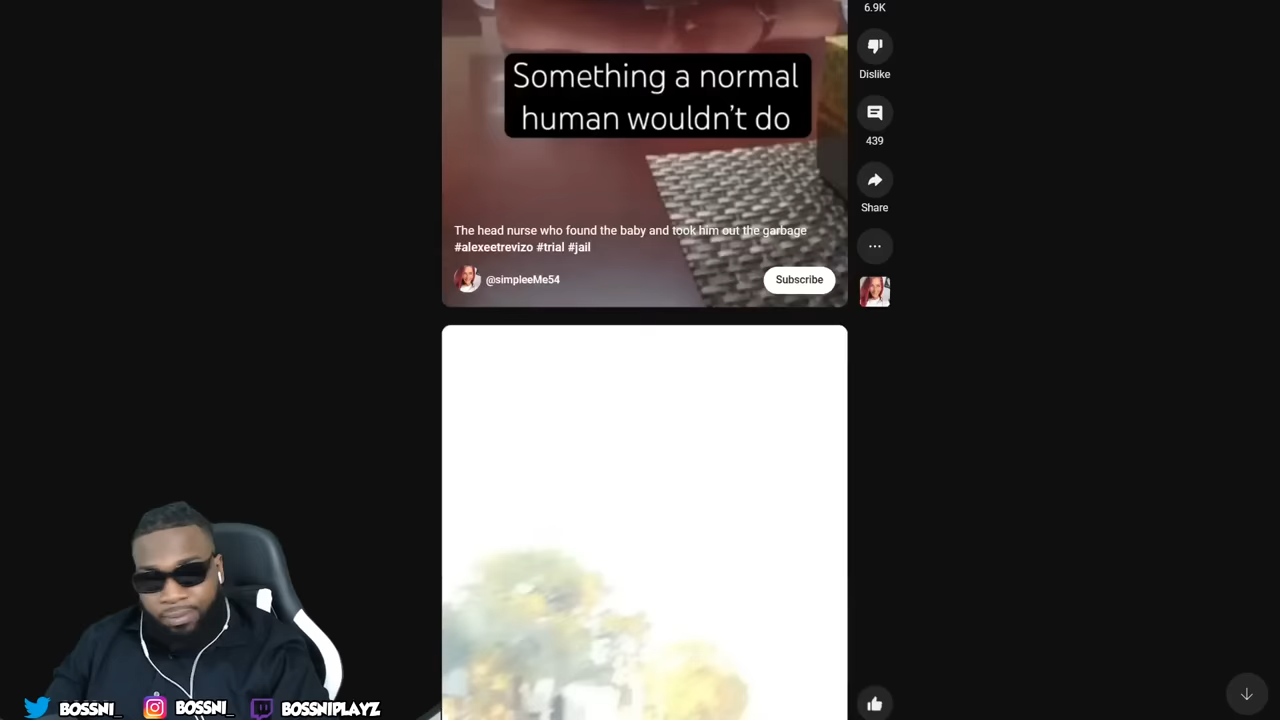 6.9K
Something a normal
human wouldn't do
Dislike
439
Share
The head nurse who found the baby and took him out the garbage
#alexeetrevizo #trial #jail
@simpleeMe54
Subscribe
BOSSNI_
BOSSNI_
BOSSNIPLAYZ